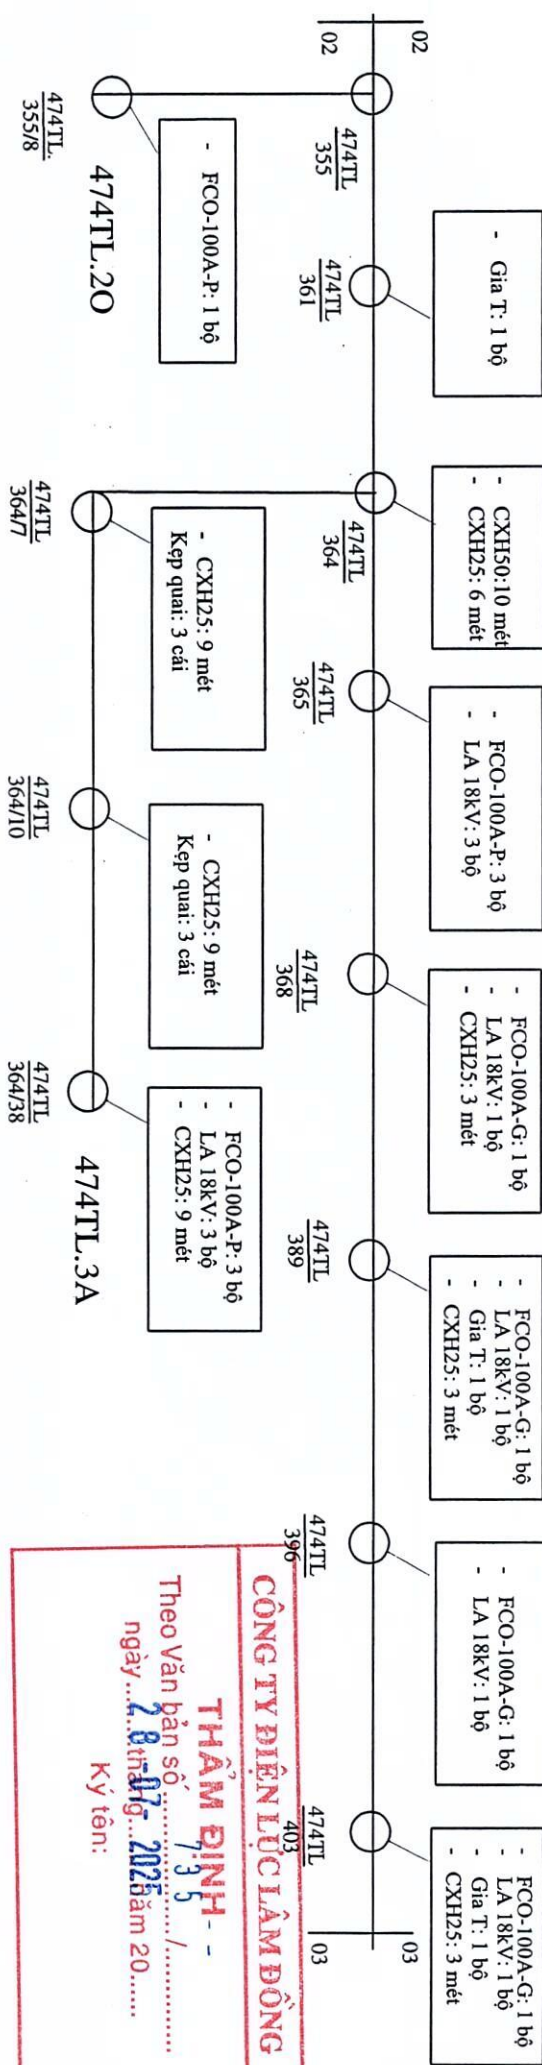 02
02
474TL
355
- Gia T: 1 bộ
474TL
361
- CXH50:10 mét
- CXH25: 6 mét
474TL
364
- FCO-100A-P: 3 bộ
- LA 18kV: 3 bộ
474TL
365
- FCO-100A-G: 1 bộ
- LA 18kV: 1 bộ
- CXH25: 3 mét
474TL
368
- FCO-100A-G: 1 bộ
- LA 18kV: 1 bộ
- Gia T: 1 bộ
- CXH25: 3 mét
474TL
389
- FCO-100A-G: 1 bộ
- LA 18kV: 1 bộ
474TL
396
- FCO-100A-G: 1 bộ
- LA 18kV: 1 bộ
- Gia T: 1 bộ
- CXH25: 3 mét
474TL
403
03
03
- FCO-100A-P: 1 bộ
474TL.
355/8
474TL.2O
- CXH25: 9 mét
Kẹp quai: 3 cái
474TL
364/7
- CXH25: 9 mét
Kẹp quai: 3 cái
474TL
364/10
- FCO-100A-P: 3 bộ
- LA 18kV: 3 bộ
- CXH25: 9 mét
474TL
364/38
474TL.3A
CÔNG TY ĐIỆN LỰC LÂM ĐỒNG
THẨM ĐỊNH
Theo Văn bản số 735 /............
ngày......tháng......năm 20......
28-07-2025
Ký tên: